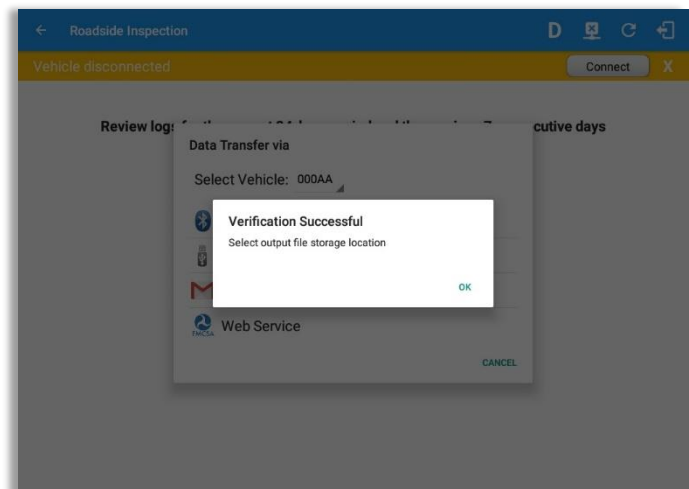 Roadside Inspection
D
Vehicle disconnected
Connect X
Review logs
cutive days
Data Transfer via
Select Vehicle: 000AA
Verification Successful
Select output file storage location
OK
Web Service
FMCSA
CANCEL